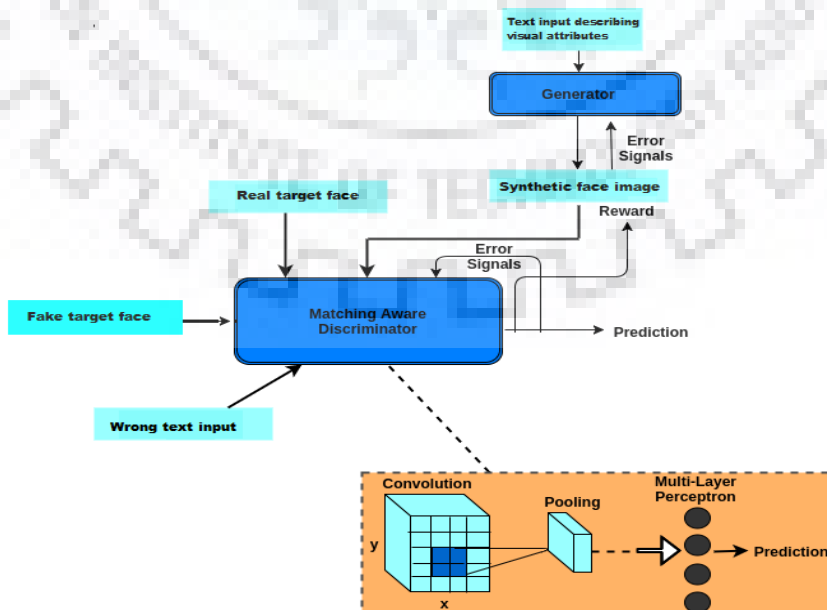 Text input describing
visual attributes
Generator
Error
Signals
Synthetic face image
Reward
Real target face
Error
Signals
Fake target face
Matching Aware
Discriminator
Prediction
Wrong text input
Convolution
Pooling
Multi-Layer
Perceptron
y
x
Prediction